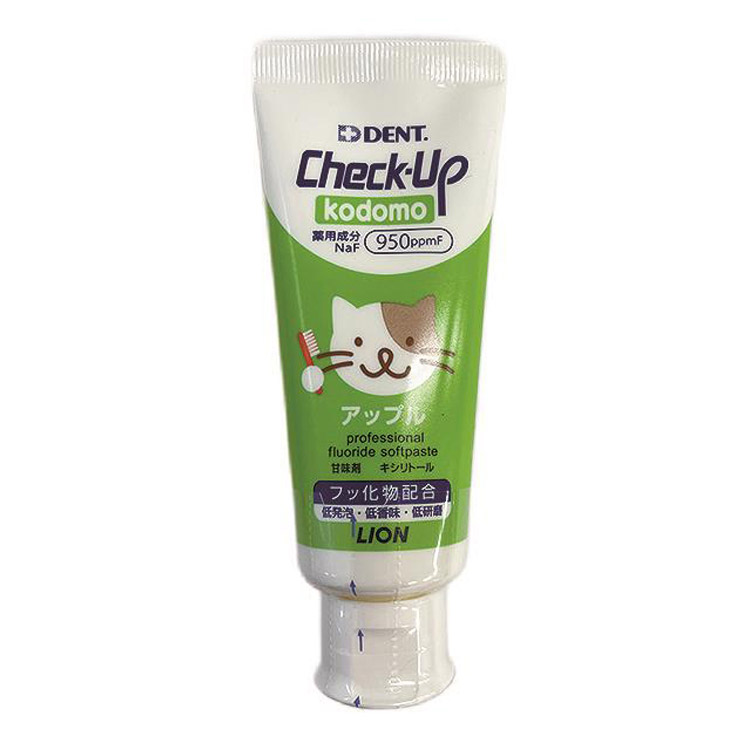 DENT.
Check-Up
kodomo
薬用成分
NaF
950ppmF
アップル
professional
fluoride softpaste
甘味剤 キシリトール
フッ化物配合
低発泡・低香味・低研磨
LION